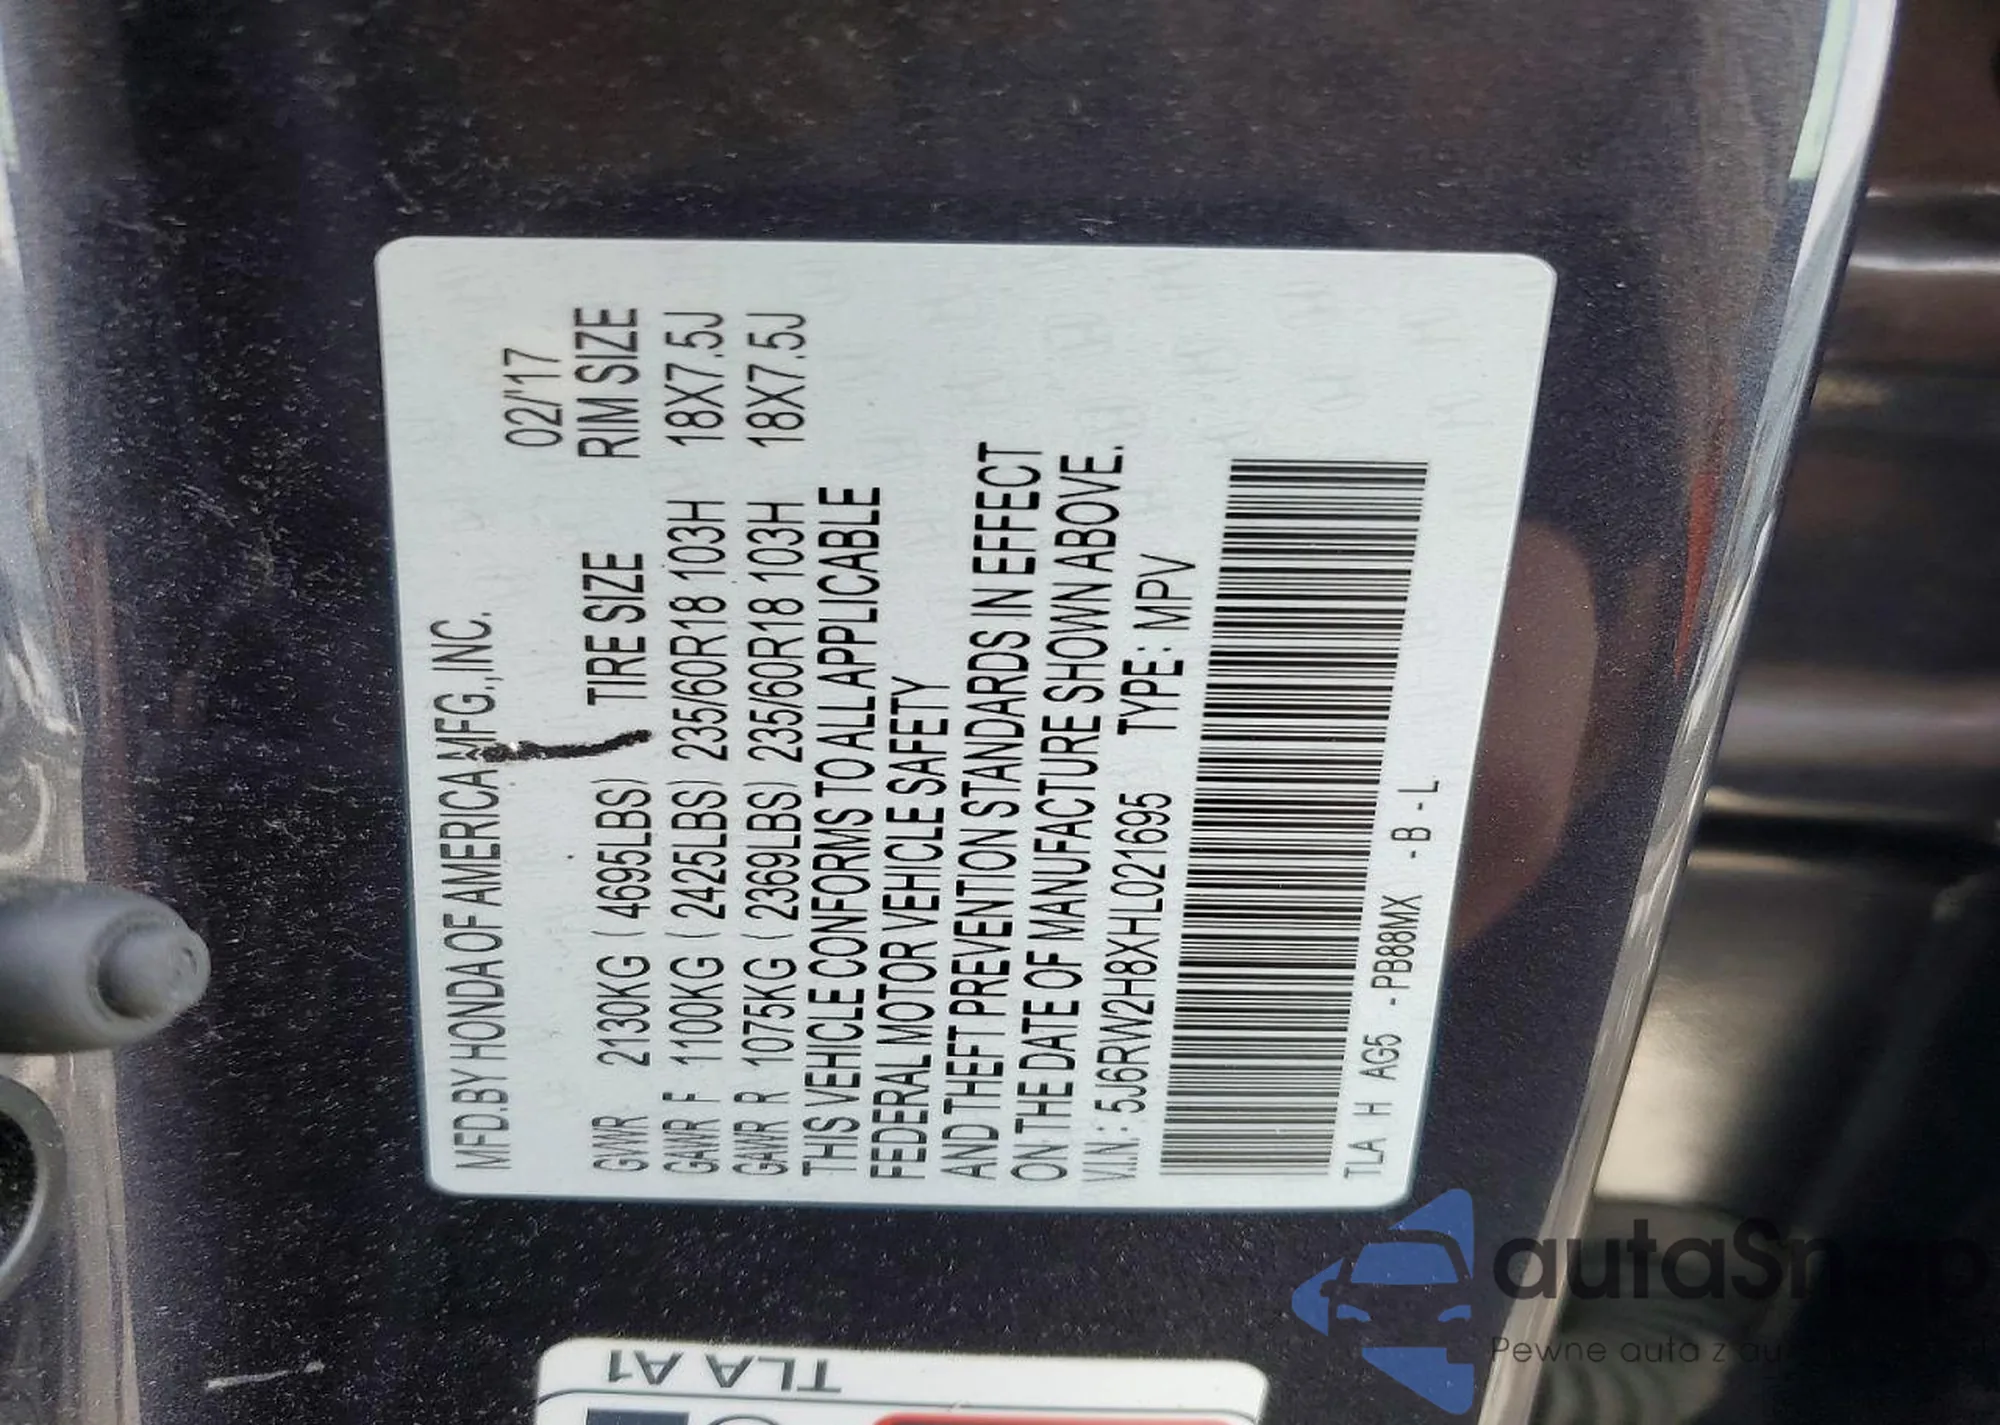 MFD.BY HONDA OF AMERICA MFG.,INC.
02/'17
TIRE SIZE RIM SIZE
GVWR 2130KG ( 4695LBS)
GAWR F 1100KG ( 2425LBS) 235/60R18 103H 18X7.5J
GAWR R 1075KG ( 2369LBS) 235/60R18 103H 18X7.5J
THIS VEHICLE CONFORMS TO ALL APPLICABLE
FEDERAL MOTOR VEHICLE SAFETY
AND THEFT PREVENTION STANDARDS IN EFFECT
ON THE DATE OF MANUFACTURE SHOWN ABOVE.
V.I.N.: 5J6RW2H8XHL021695 TYPE: MPV
TLA H AG5 -PB88MX -B-L
TLA A1
autaSnap
Pewne auta z